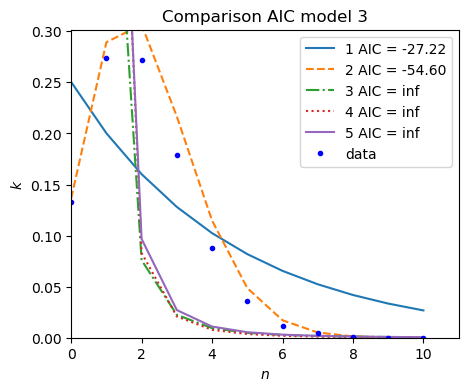 Comparison AIC model 3
0.30
0.25
0.20
0.15
0.10
0.05
0.00
k
0 2 4 6 8 10
n
1 AIC = -27.22
2 AIC = -54.60
3 AIC = inf
4 AIC = inf
5 AIC = inf
data